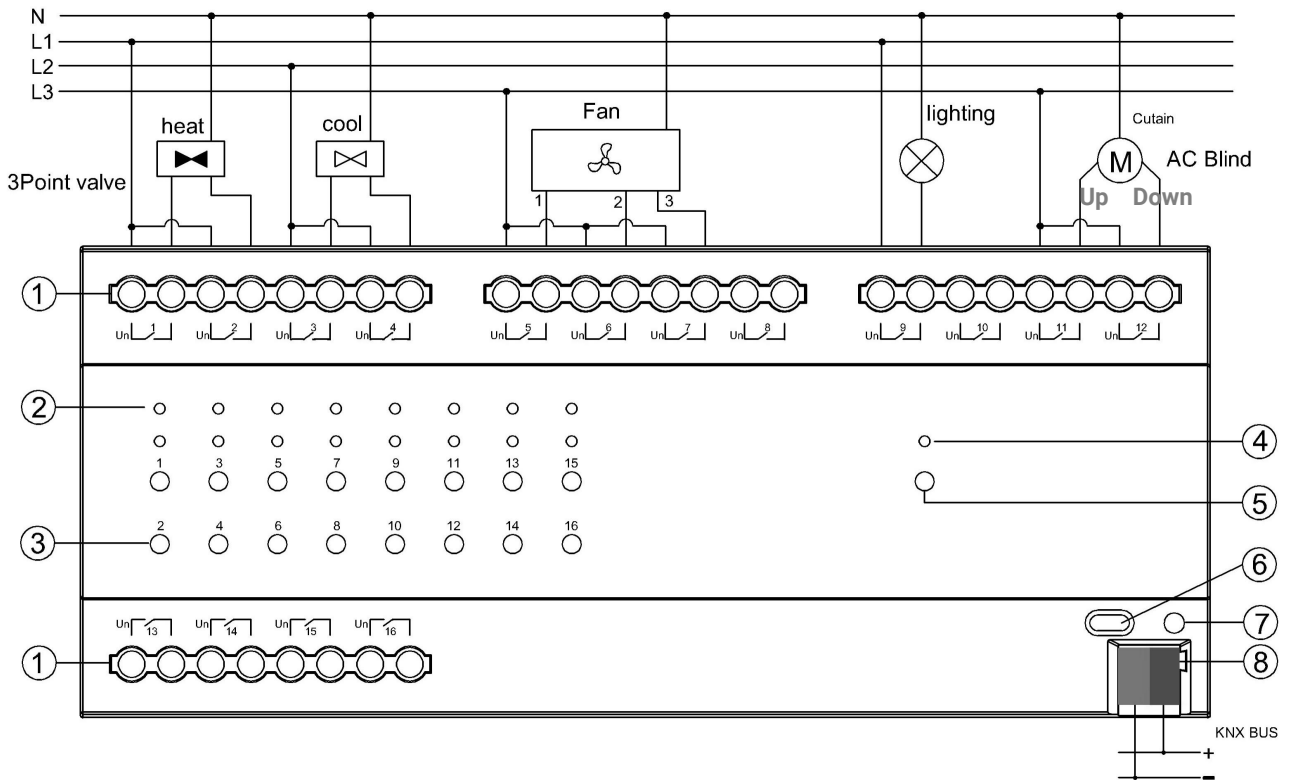 N
L1
L2
L3
heat
cool
Fan
lighting
Cutain
M
AC Blind
3Point valve
1
2
3
Up
Down
1
Un 1
Un 2
Un 3
Un 4
Un 5
Un 6
Un 7
Un 8
Un 9
Un 10
Un 11
Un 12
2
4
1 3 5 7 9 11 13 15
5
3
2 4 6 8 10 12 14 16
6
Un 13
Un 14
Un 15
Un 16
7
1
8
KNX BUS
+
-